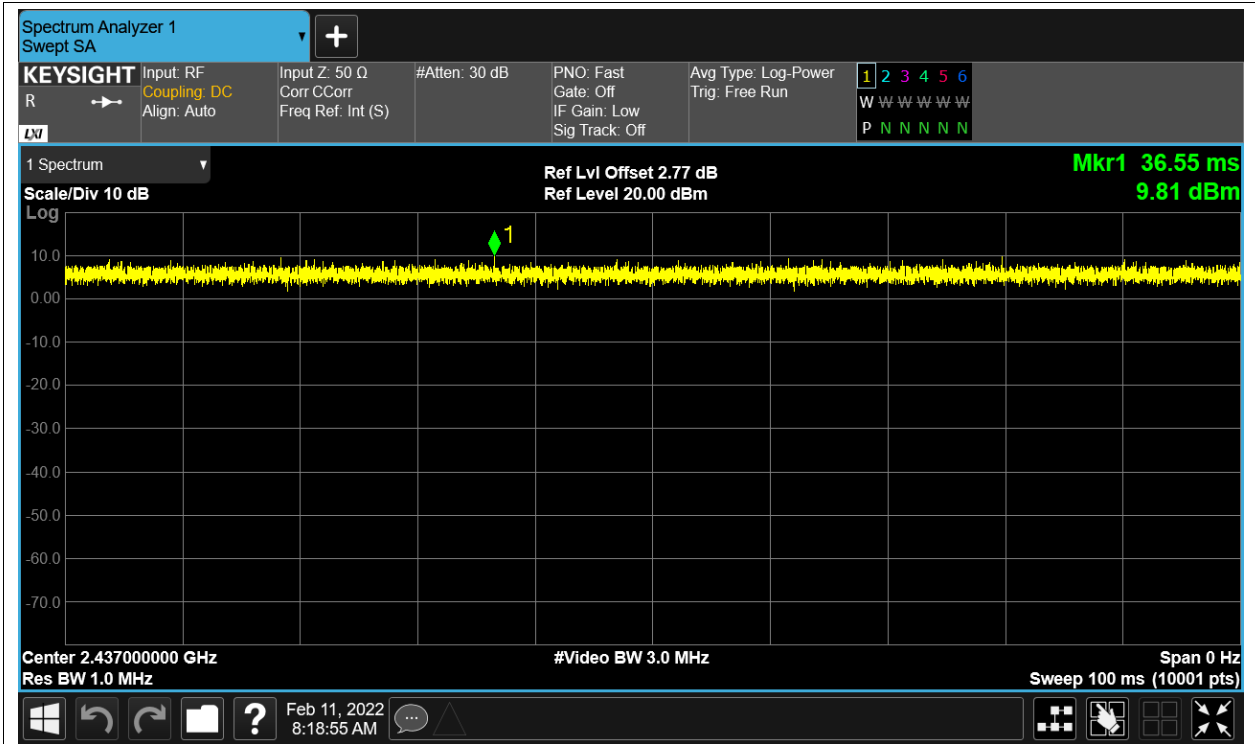 Spectrum Analyzer 1
Swept SA
KEYSIGHT
R
LXI
Input: RF
Coupling: DC
Align: Auto
Input Z: 50 Ω
Corr CCorr
Freq Ref: Int (S)
#Atten: 30 dB
PNO: Fast
Gate: Off
IF Gain: Low
Sig Track: Off
Avg Type: Log-Power
Trig: Free Run
1 2 3 4 5 6
W W W W W W
P N N N N N
1 Spectrum
Scale/Div 10 dB
Log
Ref Lvl Offset 2.77 dB
Ref Level 20.00 dBm
Mkr1 36.55 ms
9.81 dBm
1
10.0
0.00
-10.0
-20.0
-30.0
-40.0
-50.0
-60.0
-70.0
Center 2.437000000 GHz
Res BW 1.0 MHz
#Video BW 3.0 MHz
Span 0 Hz
Sweep 100 ms (10001 pts)
?
Feb 11, 2022
8:18:55 AM